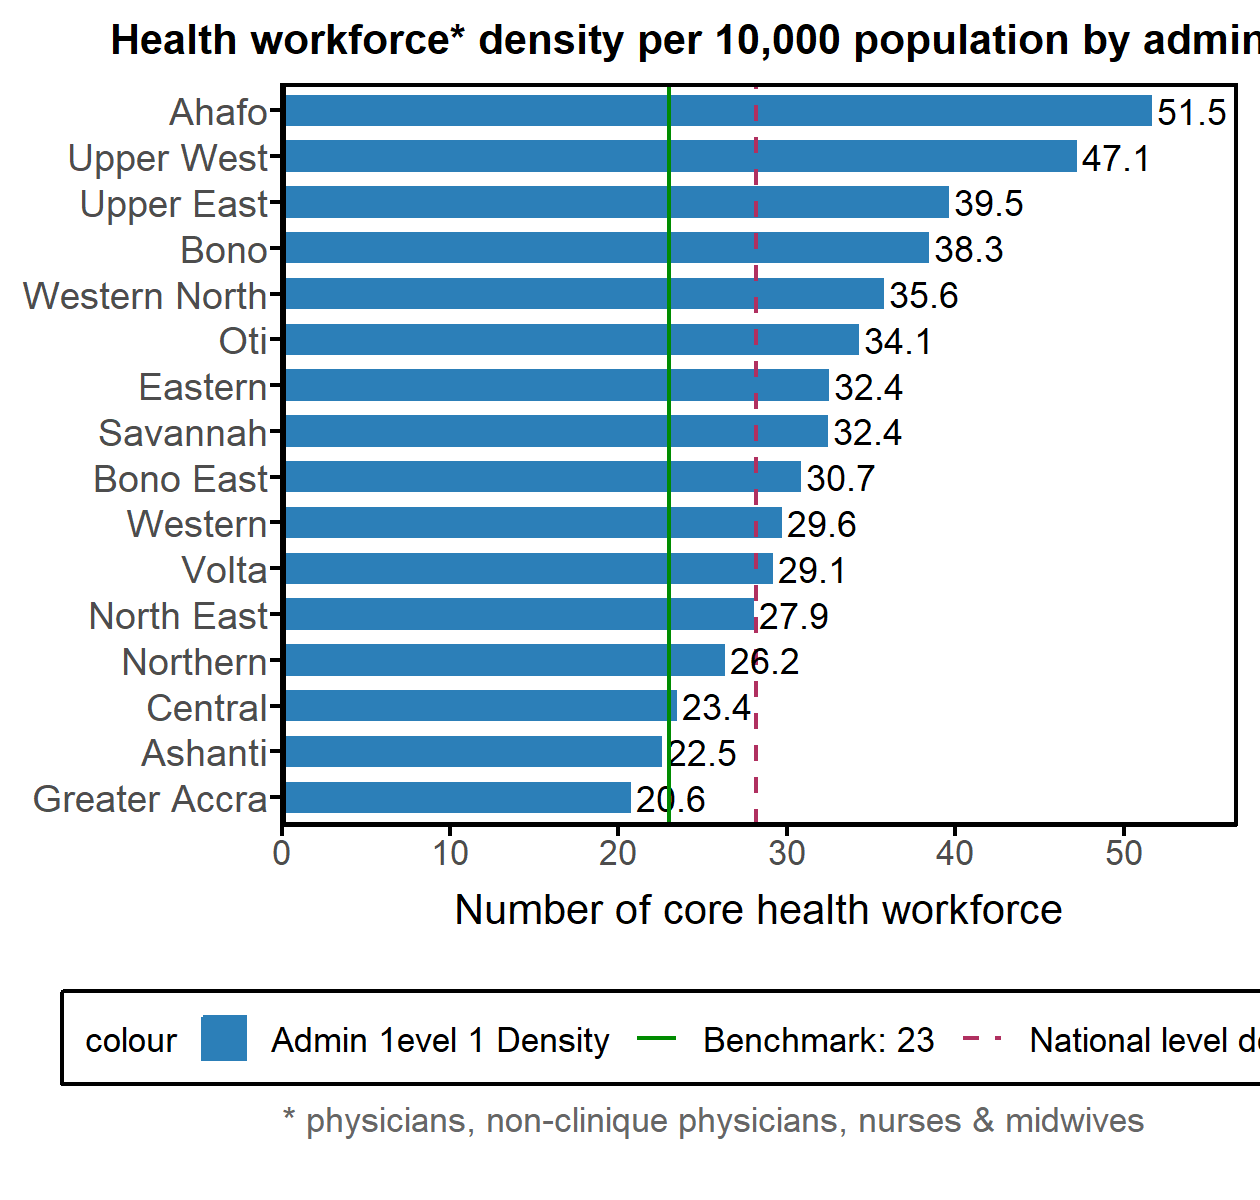 Health workforce* density per 10,000 population by admin
Ahafo 51.5
Upper West 47.1
Upper East 39.5
Bono 38.3
Western North 35.6
Oti 34.1
Eastern 32.4
Savannah 32.4
Bono East 30.7
Western 29.6
Volta 29.1
North East 27.9
Northern 26.2
Central 23.4
Ashanti 22.5
Greater Accra 20.6
0 10 20 30 40 50
Number of core health workforce
colour Admin 1evel 1 Density Benchmark: 23 National level
* physicians, non-clinique physicians, nurses & midwives